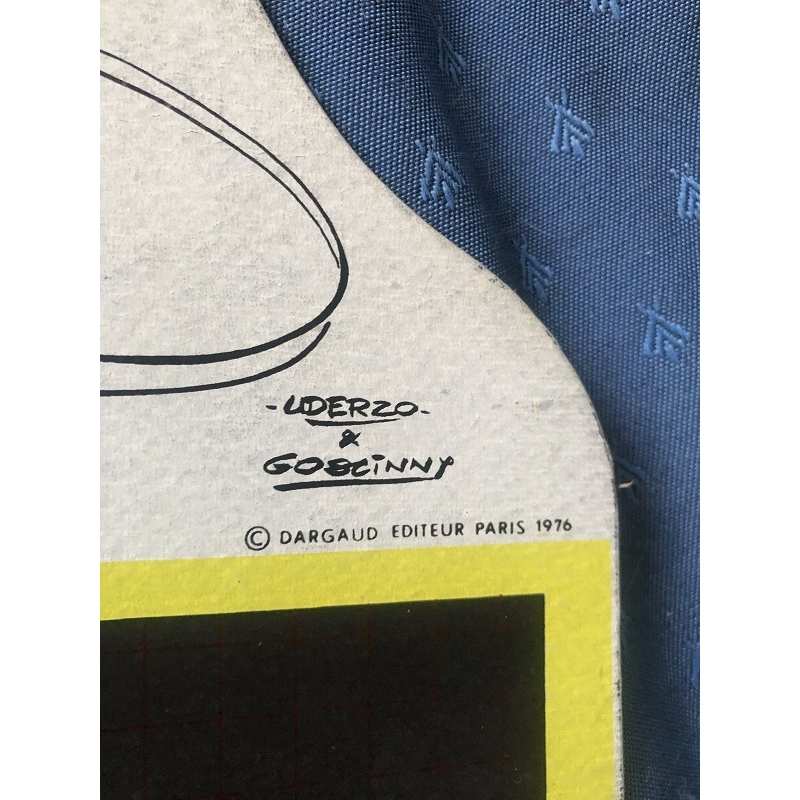 -UDERZO-
&
GOSCINNY
© DARGAUD EDITEUR PARIS 1976